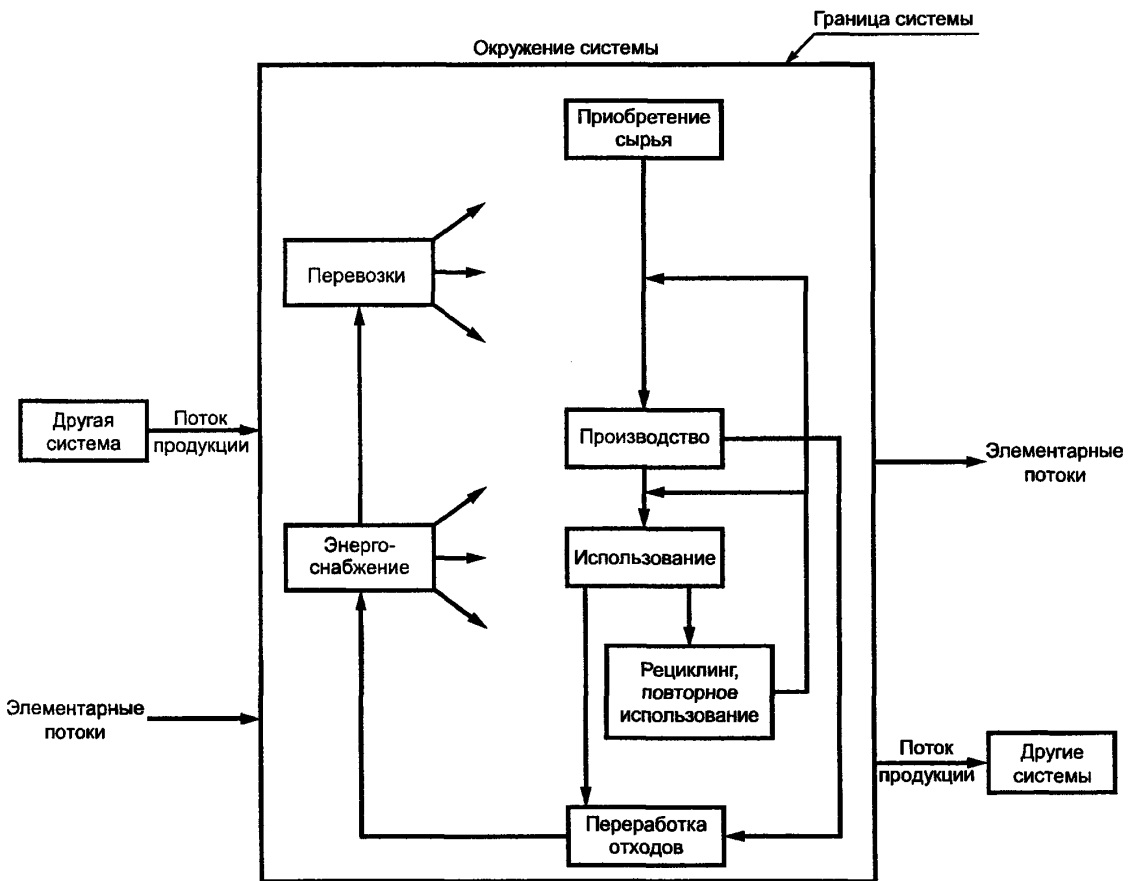 Граница системы
Окружение системы
Приобретение
сырья
Перевозки
Другая
система
Поток
продукции
Производство
Элементарные
потоки
Энерго-
снабжение
Использование
Рециклинг,
повторное
использование
Элементарные
потоки
Поток
продукции
Другие
системы
Переработка
отходов